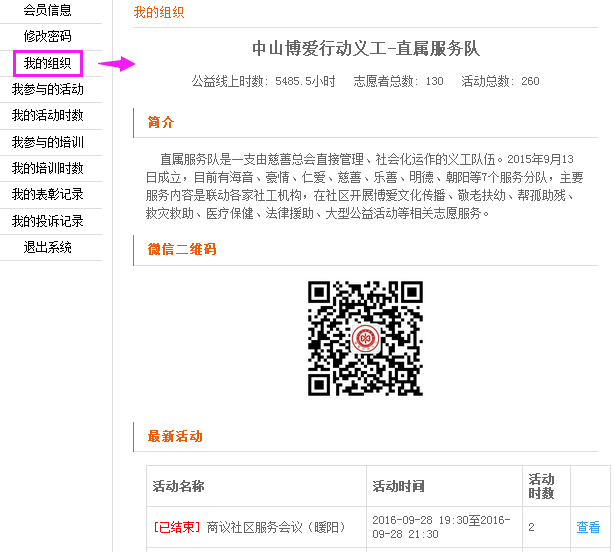 会员信息
修改密码
我的组织
我参与的活动
我的活动时数
我参与的培训
我的培训时数
我的表彰记录
我的投诉记录
退出系统
我的组织
中山博爱行动义工-直属服务队
公益线上时数: 5485.5小时 志愿者总数: 130 活动总数: 260
简介
直属服务队是一支由慈善总会直接管理、社会化运作的义工队伍。2015年9月13
日成立，目前有海音、豪情、仁爱、慈善、乐善、明德、朝阳等7个服务分队，主要
服务内容是联动各家社工机构，在社区开展博爱文化传播、敬老扶幼、帮孤助残、
救灾救助、医疗保健、法律援助、大型公益活动等相关志愿服务。
微信二维码
最新活动
活动名称 活动时间 活动
时数
[已结束] 商议社区服务会议（暖阳） 2016-09-28 19:30至2016-
09-28 21:30 2 查看